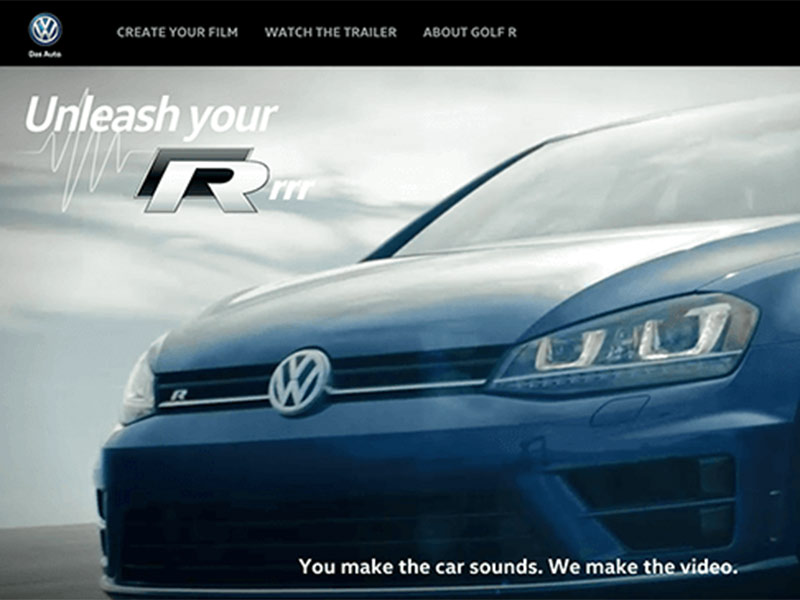 Das Auto
CREATE YOUR FILM WATCH THE TRAILER ABOUT GOLF R
Unleash your
Rrrr
R
You make the car sounds. We make the video.